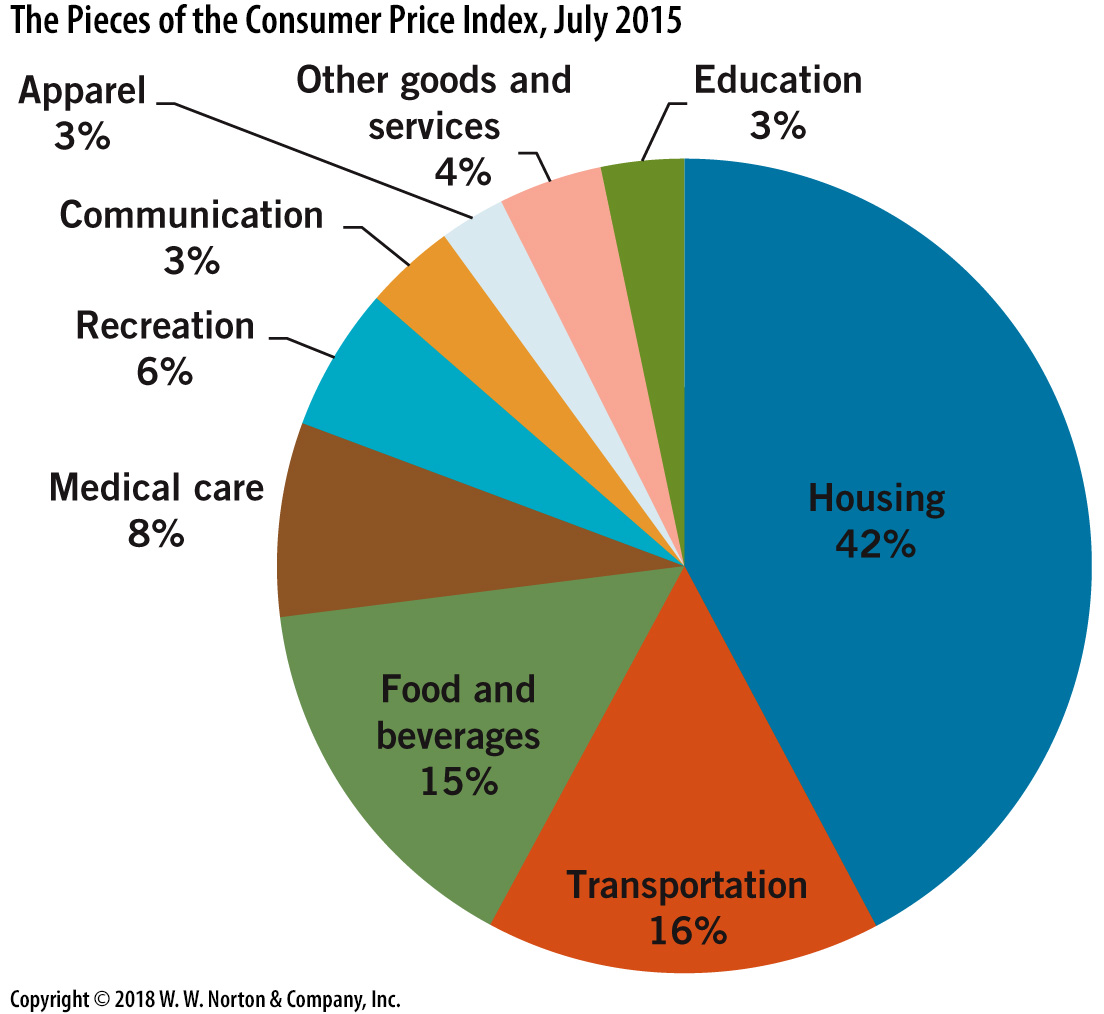 The Pieces of the Consumer Price Index, July 2015
Apparel
3%
Other goods and
services
4%
Education
3%
Communication
3%
Recreation
6%
Medical care
8%
Housing
42%
Food and
beverages
15%
Transportation
16%
Copyright © 2018 W. W. Norton & Company, Inc.